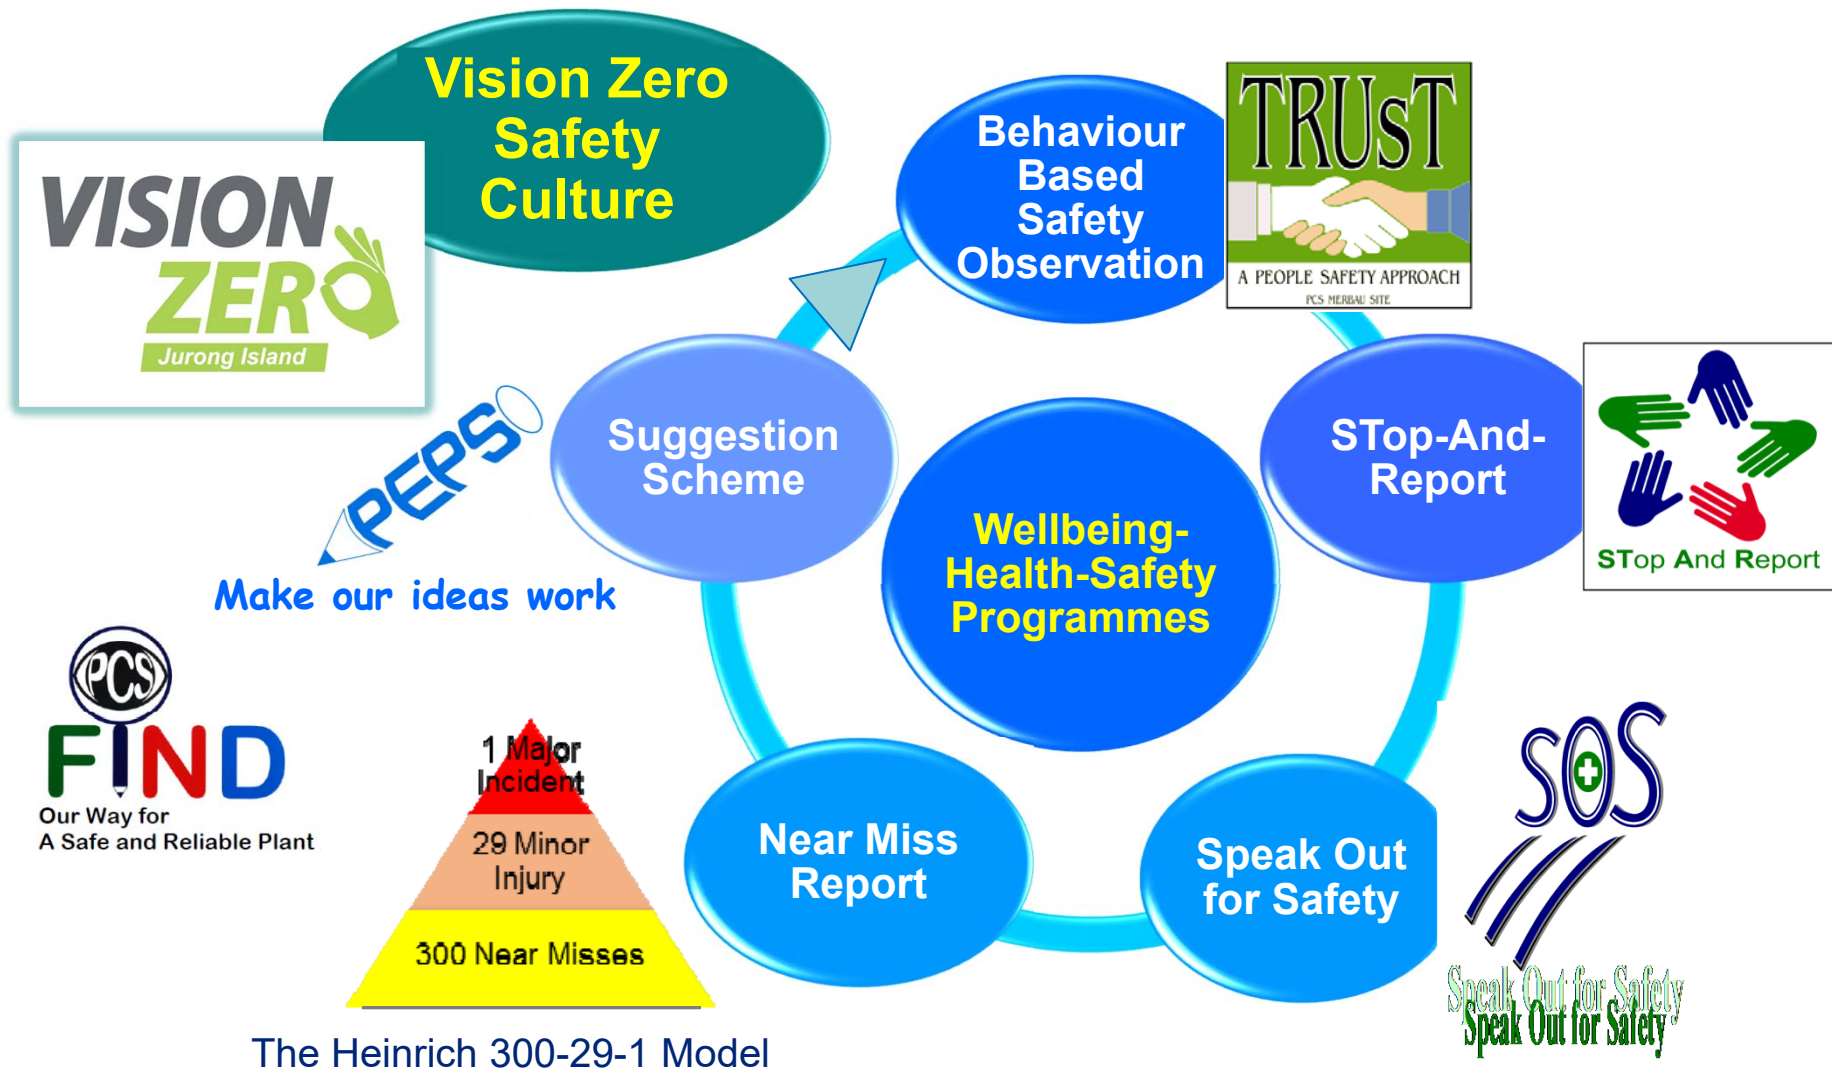 Vision Zero
Safety
Culture
VISION
ZERO
Jurong Island
Behaviour
Based
Safety
Observation
TRUsT
A PEOPLE SAFETY APPROACH
PCS MERBAU SITE
STop-And-
Report
STop And Report
Suggestion
Scheme
PEPS
Make our ideas work
Wellbeing-
Health-Safety
Programmes
PCS
FIND
Our Way for
A Safe and Reliable Plant
1 Major
Incident
29 Minor
Injury
300 Near Misses
The Heinrich 300-29-1 Model
Near Miss
Report
Speak Out
for Safety
SOS
Speak Out for Safety
Speak Out for Safety